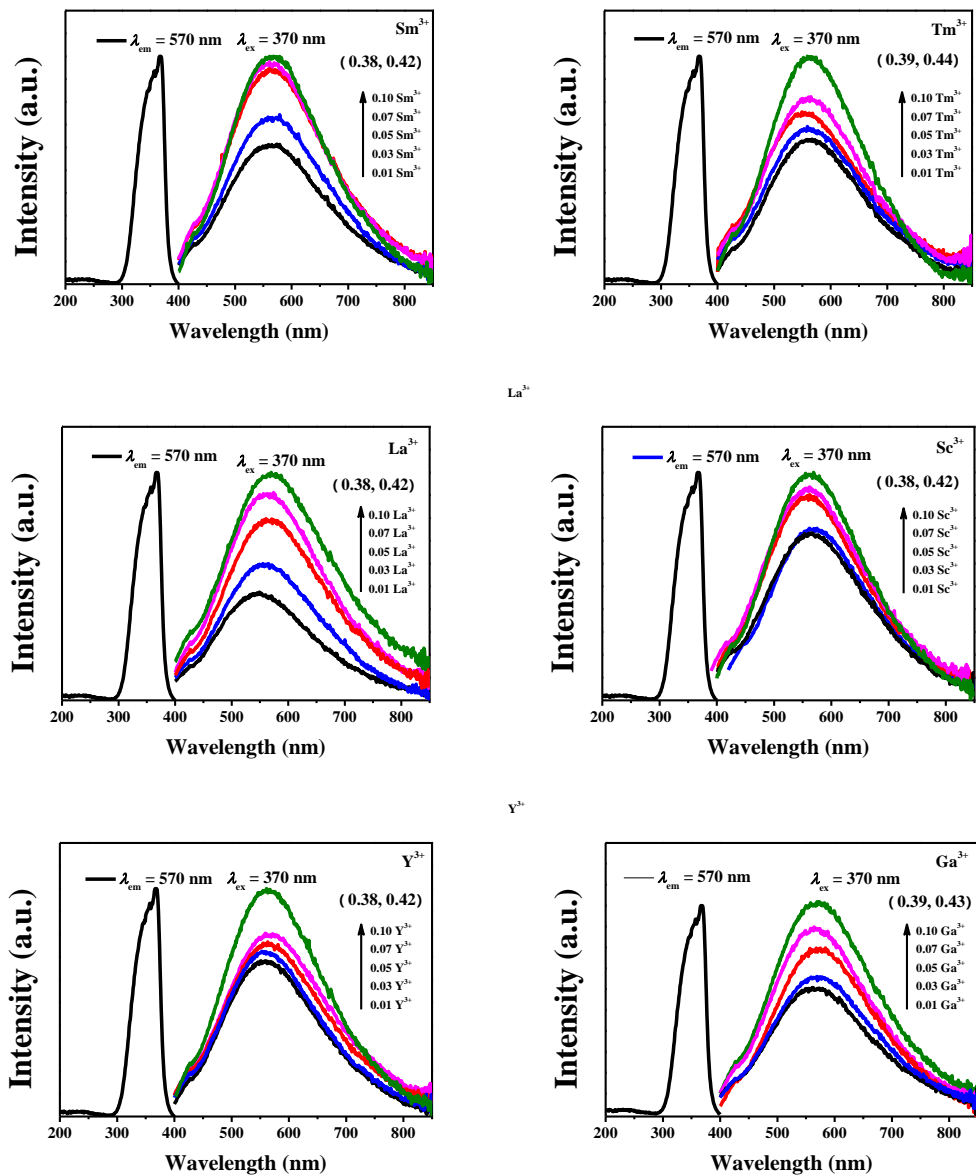 Sm³⁺
λem = 570 nm λex = 370 nm
( 0.38, 0.42)
0.10 Sm³⁺
0.07 Sm³⁺
0.05 Sm³⁺
0.03 Sm³⁺
0.01 Sm³⁺
Intensity (a.u.)
200 300 400 500 600 700 800
Wavelength (nm)
Tm³⁺
λem = 570 nm λex = 370 nm
(0.39, 0.44)
0.10 Tm³⁺
0.07 Tm³⁺
0.05 Tm³⁺
0.03 Tm³⁺
0.01 Tm³⁺
Intensity (a.u.)
200 300 400 500 600 700 800
Wavelength (nm)
La³⁺
La³⁺
λem = 570 nm λex = 370 nm
( 0.38, 0.42)
0.10 La³⁺
0.07 La³⁺
0.05 La³⁺
0.03 La³⁺
0.01 La³⁺
Intensity (a.u.)
200 300 400 500 600 700 800
Wavelength (nm)
Sc³⁺
λem = 570 nm λex = 370 nm
(0.38, 0.42)
0.10 Sc³⁺
0.07 Sc³⁺
0.05 Sc³⁺
0.03 Sc³⁺
0.01 Sc³⁺
Intensity (a.u.)
200 300 400 500 600 700 800
Wavelength (nm)
Y³⁺
Y³⁺
λem = 570 nm λex = 370 nm
( 0.38, 0.42)
0.10 Y³⁺
0.07 Y³⁺
0.05 Y³⁺
0.03 Y³⁺
0.01 Y³⁺
Intensity (a.u.)
200 300 400 500 600 700 800
Wavelength (nm)
Ga³⁺
λem = 570 nm λex = 370 nm
( 0.39, 0.43)
0.10 Ga³⁺
0.07 Ga³⁺
0.05 Ga³⁺
0.03 Ga³⁺
0.01 Ga³⁺
Intensity (a.u.)
200 300 400 500 600 700 800
Wavelength (nm)